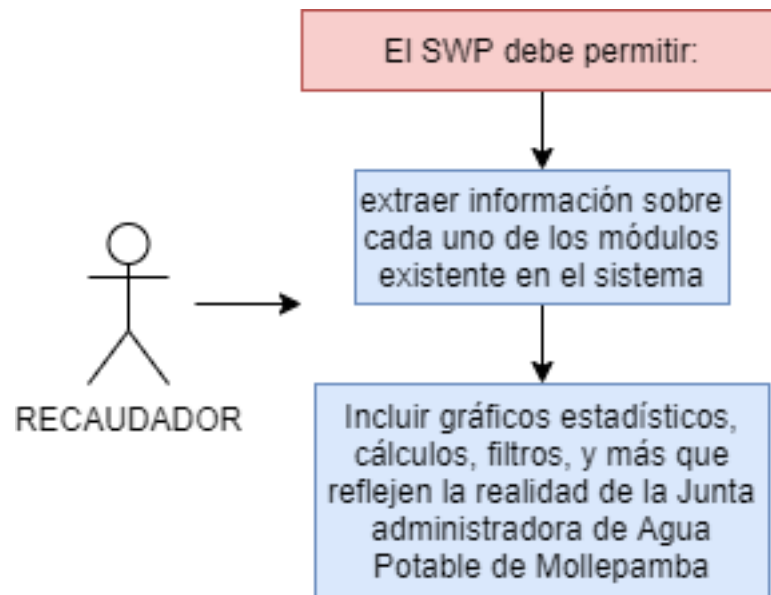 El SWP debe permitir:
extraer información sobre
cada uno de los módulos
existente en el sistema
RECAUDADOR
Incluir gráficos estadísticos,
cálculos, filtros, y más que
reflejen la realidad de la Junta
administradora de Agua
Potable de Mollepamba